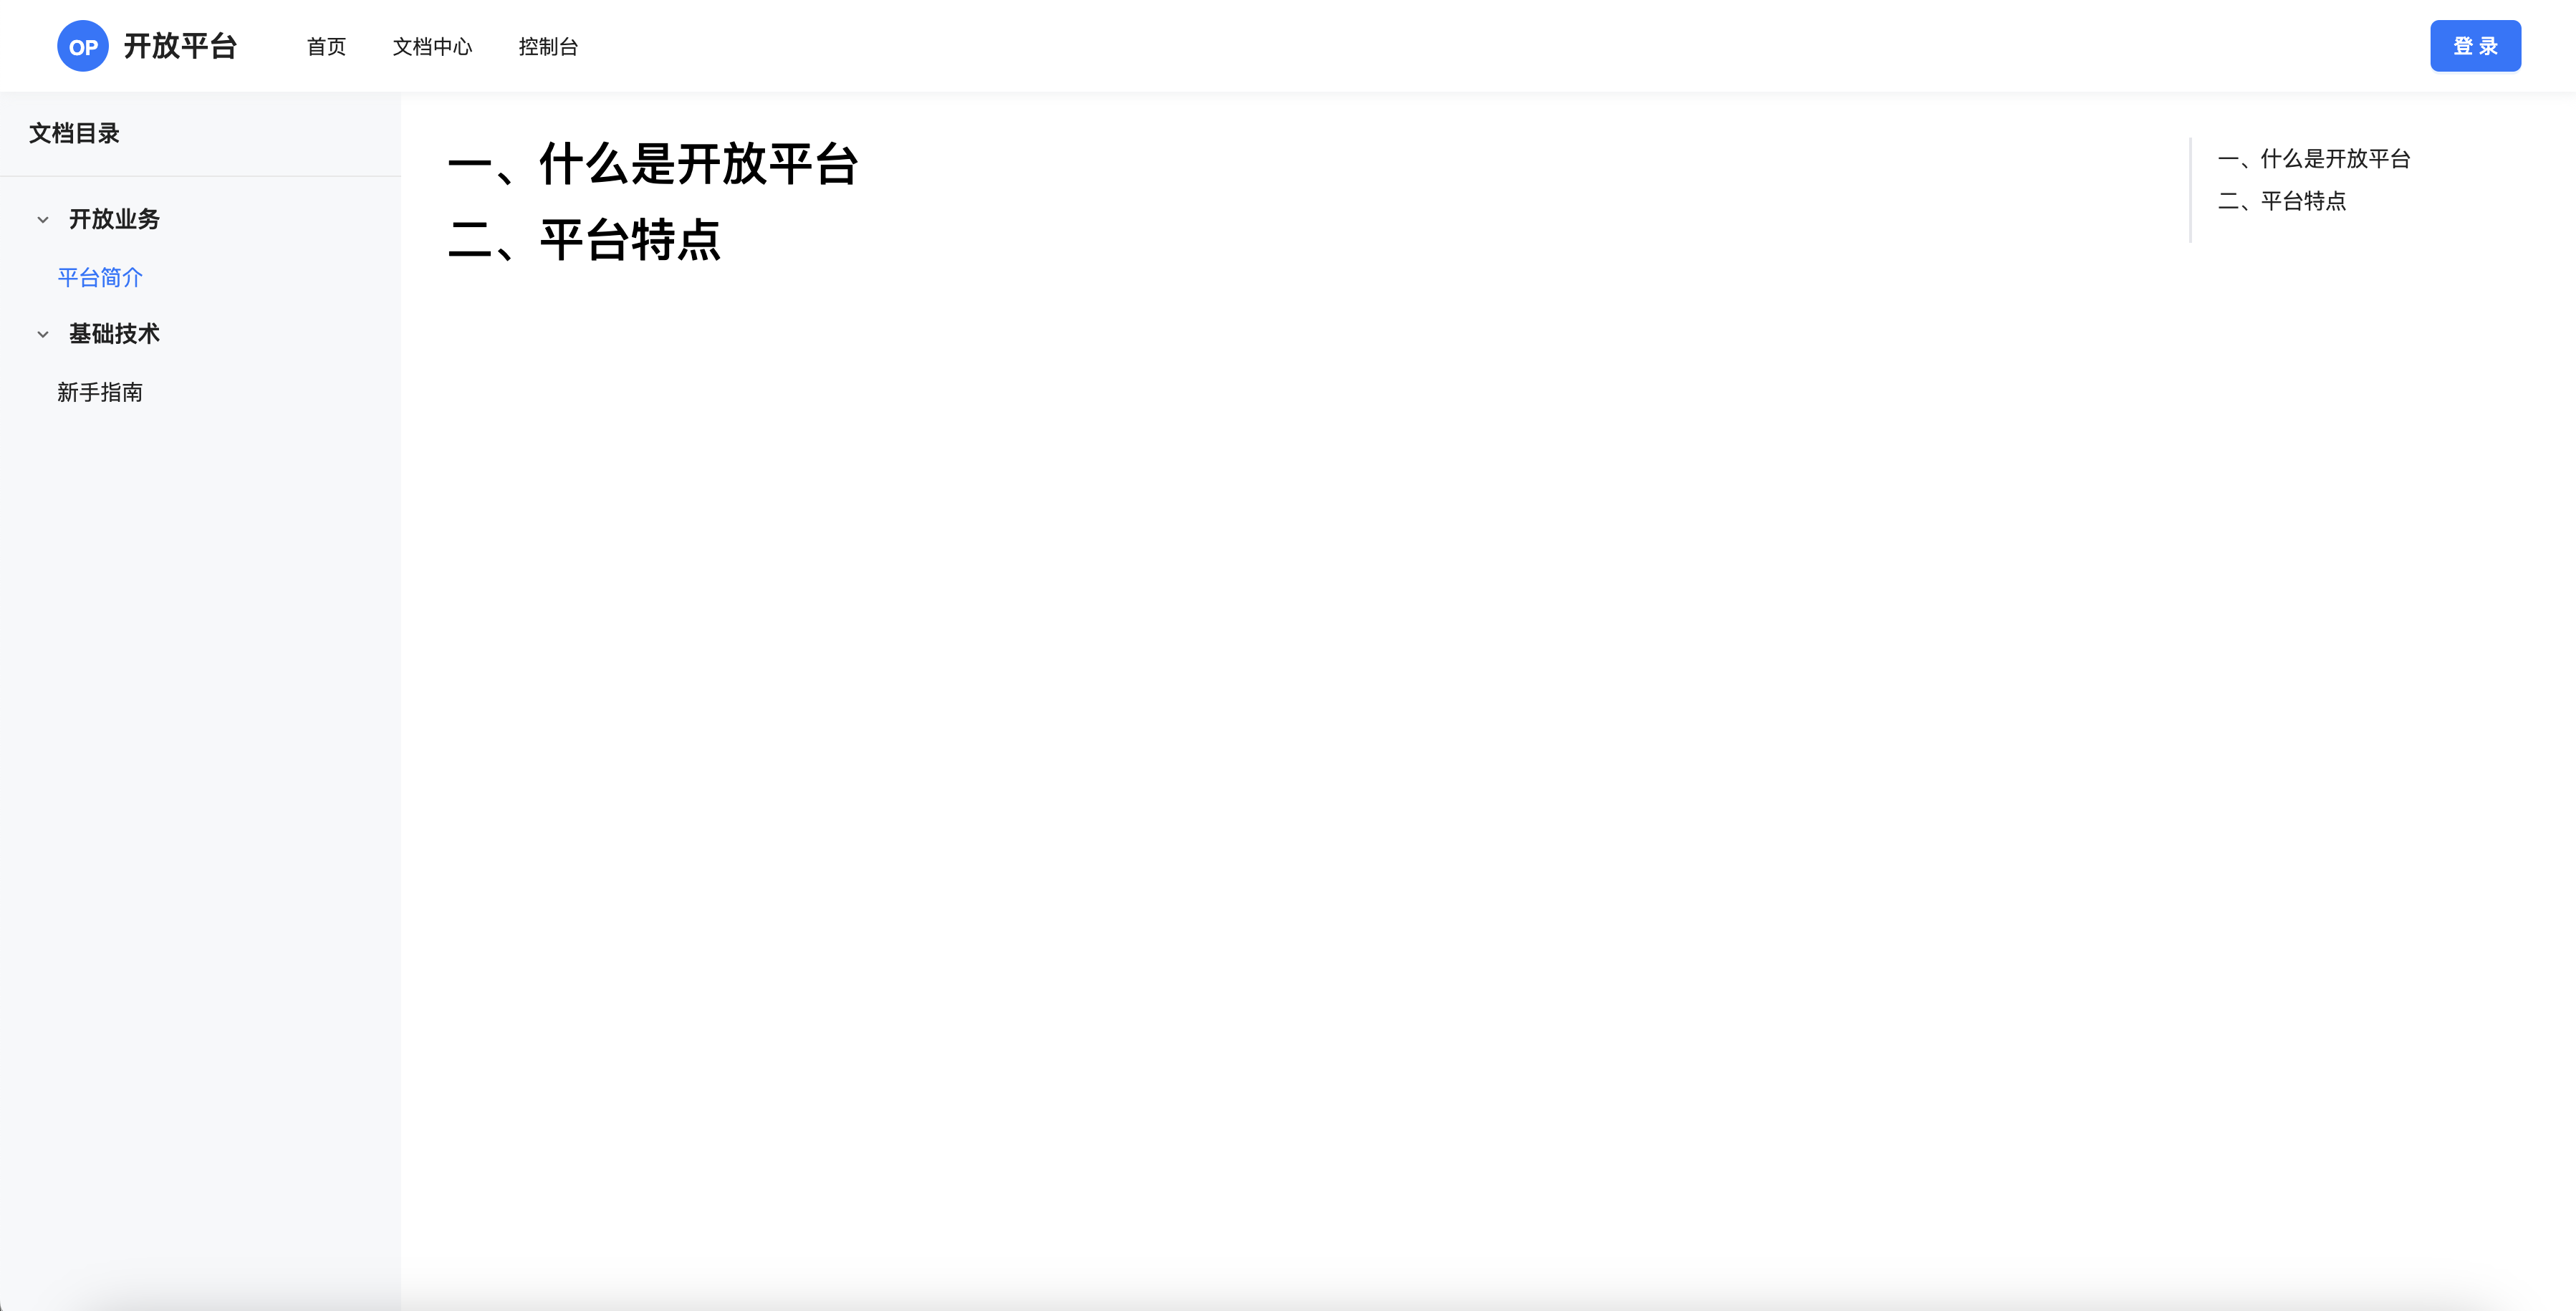 OP 开放平台 首页 文档中心 控制台 登 录
文档目录
开放业务
平台简介
基础技术
新手指南
一、什么是开放平台
二、平台特点
一、什么是开放平台
二、平台特点